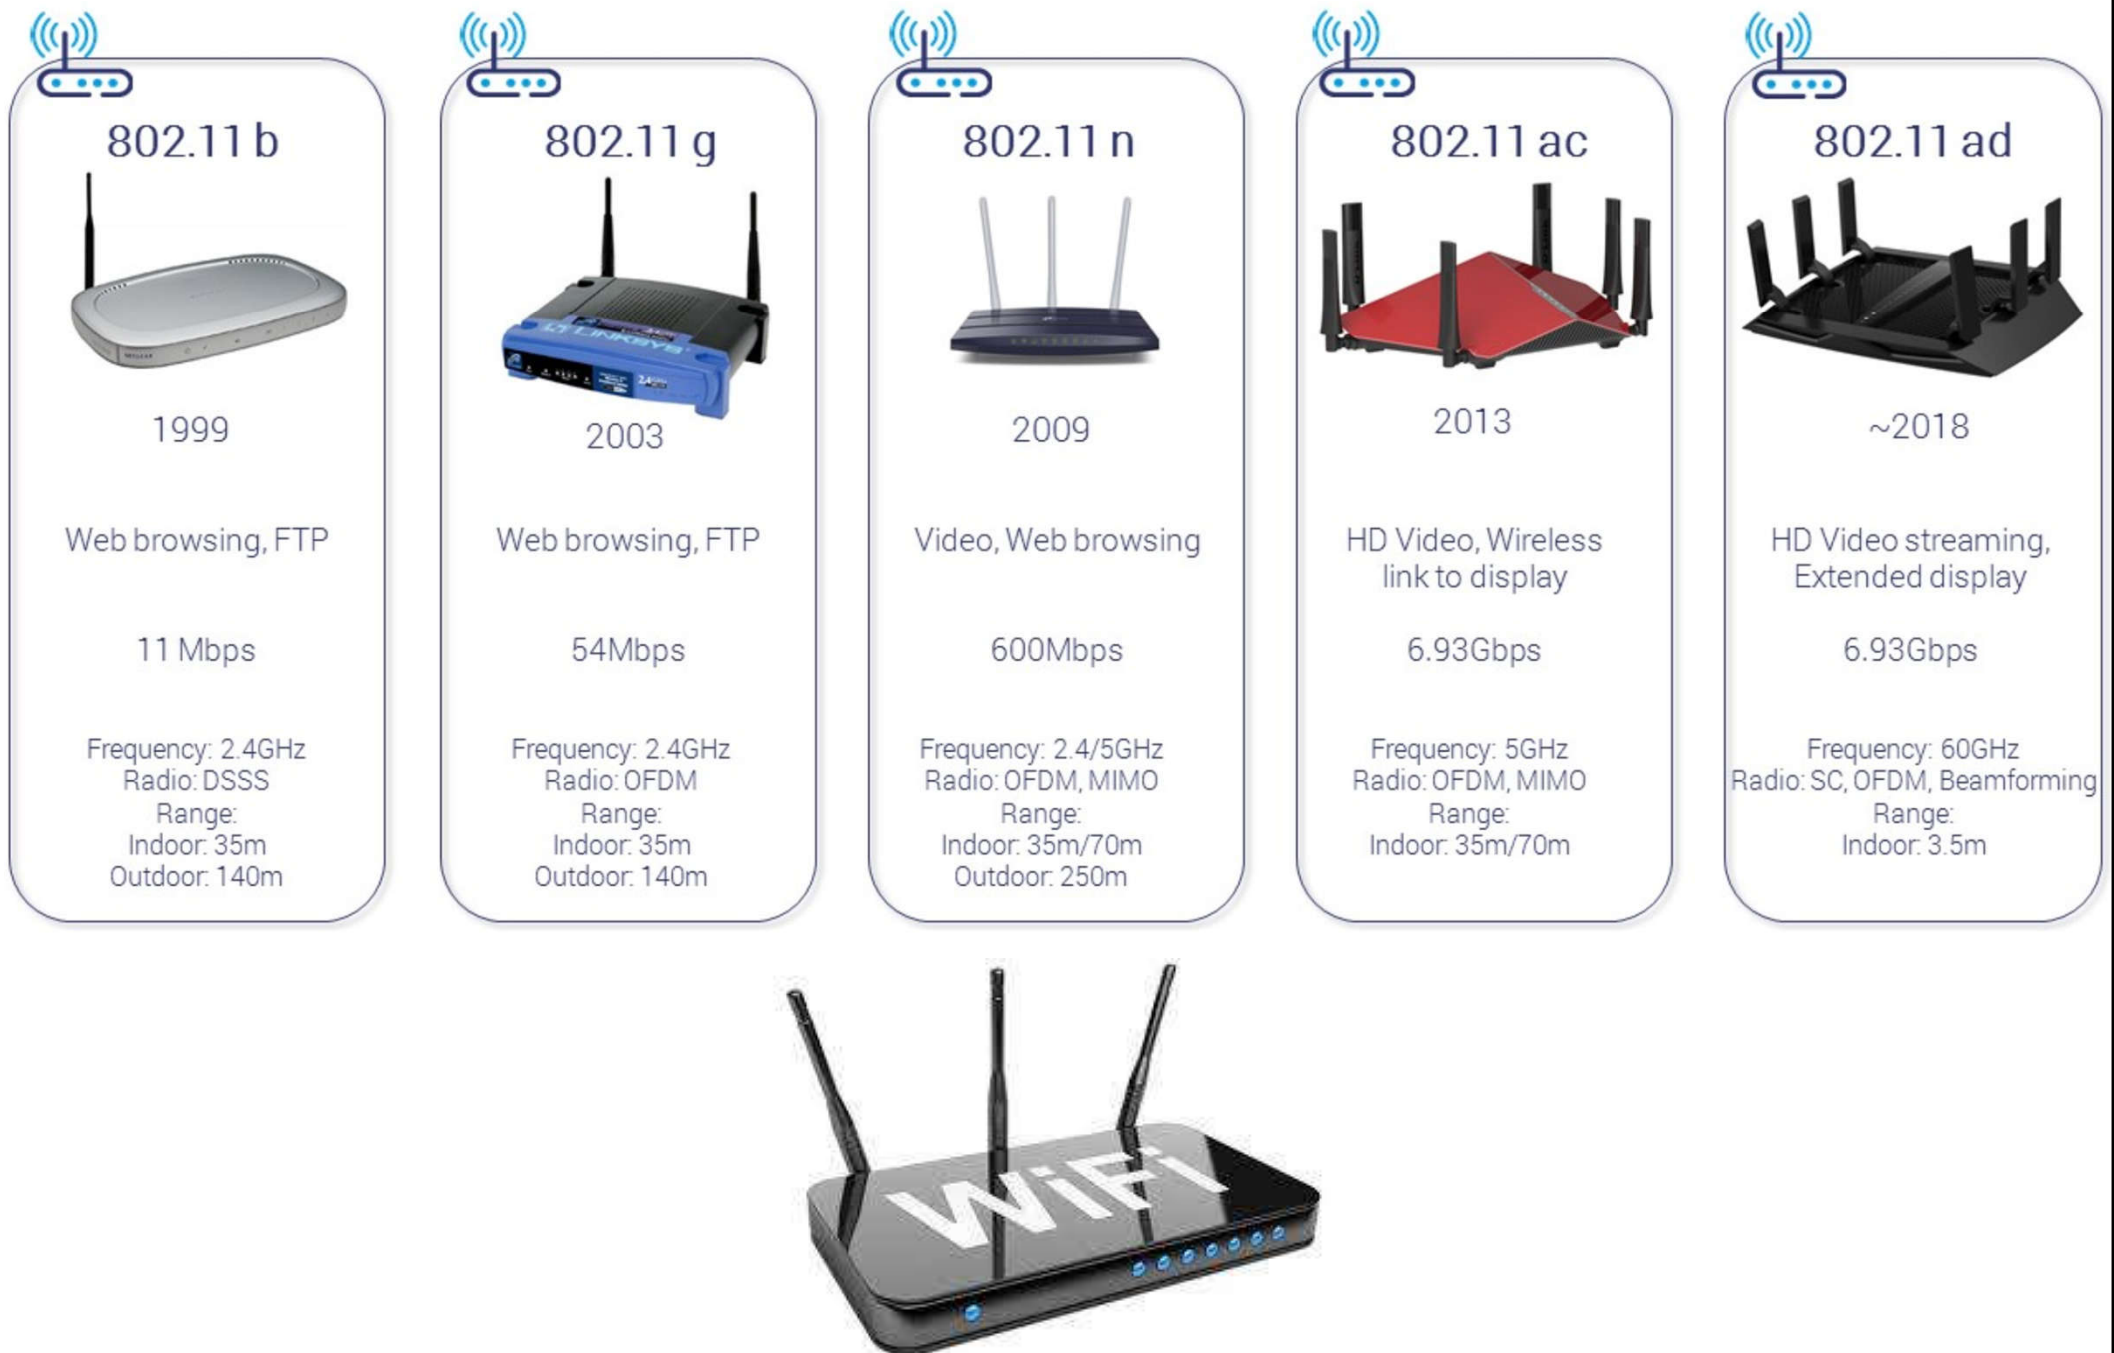 802.11 b
NETGEAR
1999
Web browsing, FTP
11 Mbps
Frequency: 2.4GHz
Radio: DSSS
Range:
Indoor: 35m
Outdoor: 140m
802.11 g
LINKSYS
2.4GHz
2003
Web browsing, FTP
54Mbps
Frequency: 2.4GHz
Radio: OFDM
Range:
Indoor: 35m
Outdoor: 140m
802.11 n
2009
Video, Web browsing
600Mbps
Frequency: 2.4/5GHz
Radio: OFDM, MIMO
Range:
Indoor: 35m/70m
Outdoor: 250m
802.11 ac
2013
HD Video, Wireless
link to display
6.93Gbps
Frequency: 5GHz
Radio: OFDM, MIMO
Range:
Indoor: 35m/70m
802.11 ad
~2018
HD Video streaming,
Extended display
6.93Gbps
Frequency: 60GHz
Radio: SC, OFDM, Beamforming
Range:
Indoor: 3.5m
WiFi